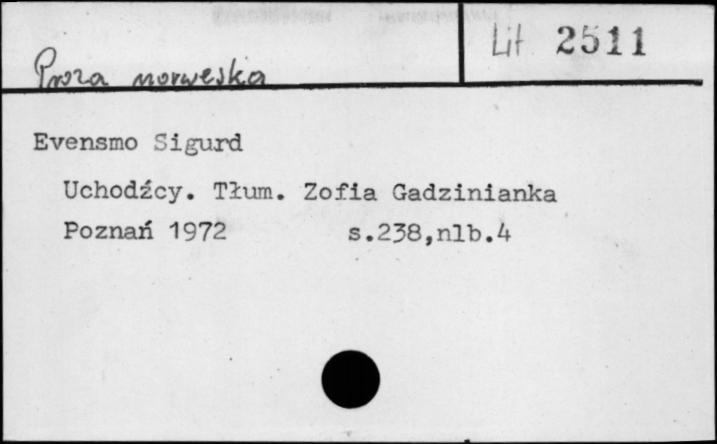 Lit 2511
Proza norweska
Evensmo Sigurd
Uchodźcy. Tłum. Zofia Gadzinianka
Poznań 1972 s.238,nlb.4